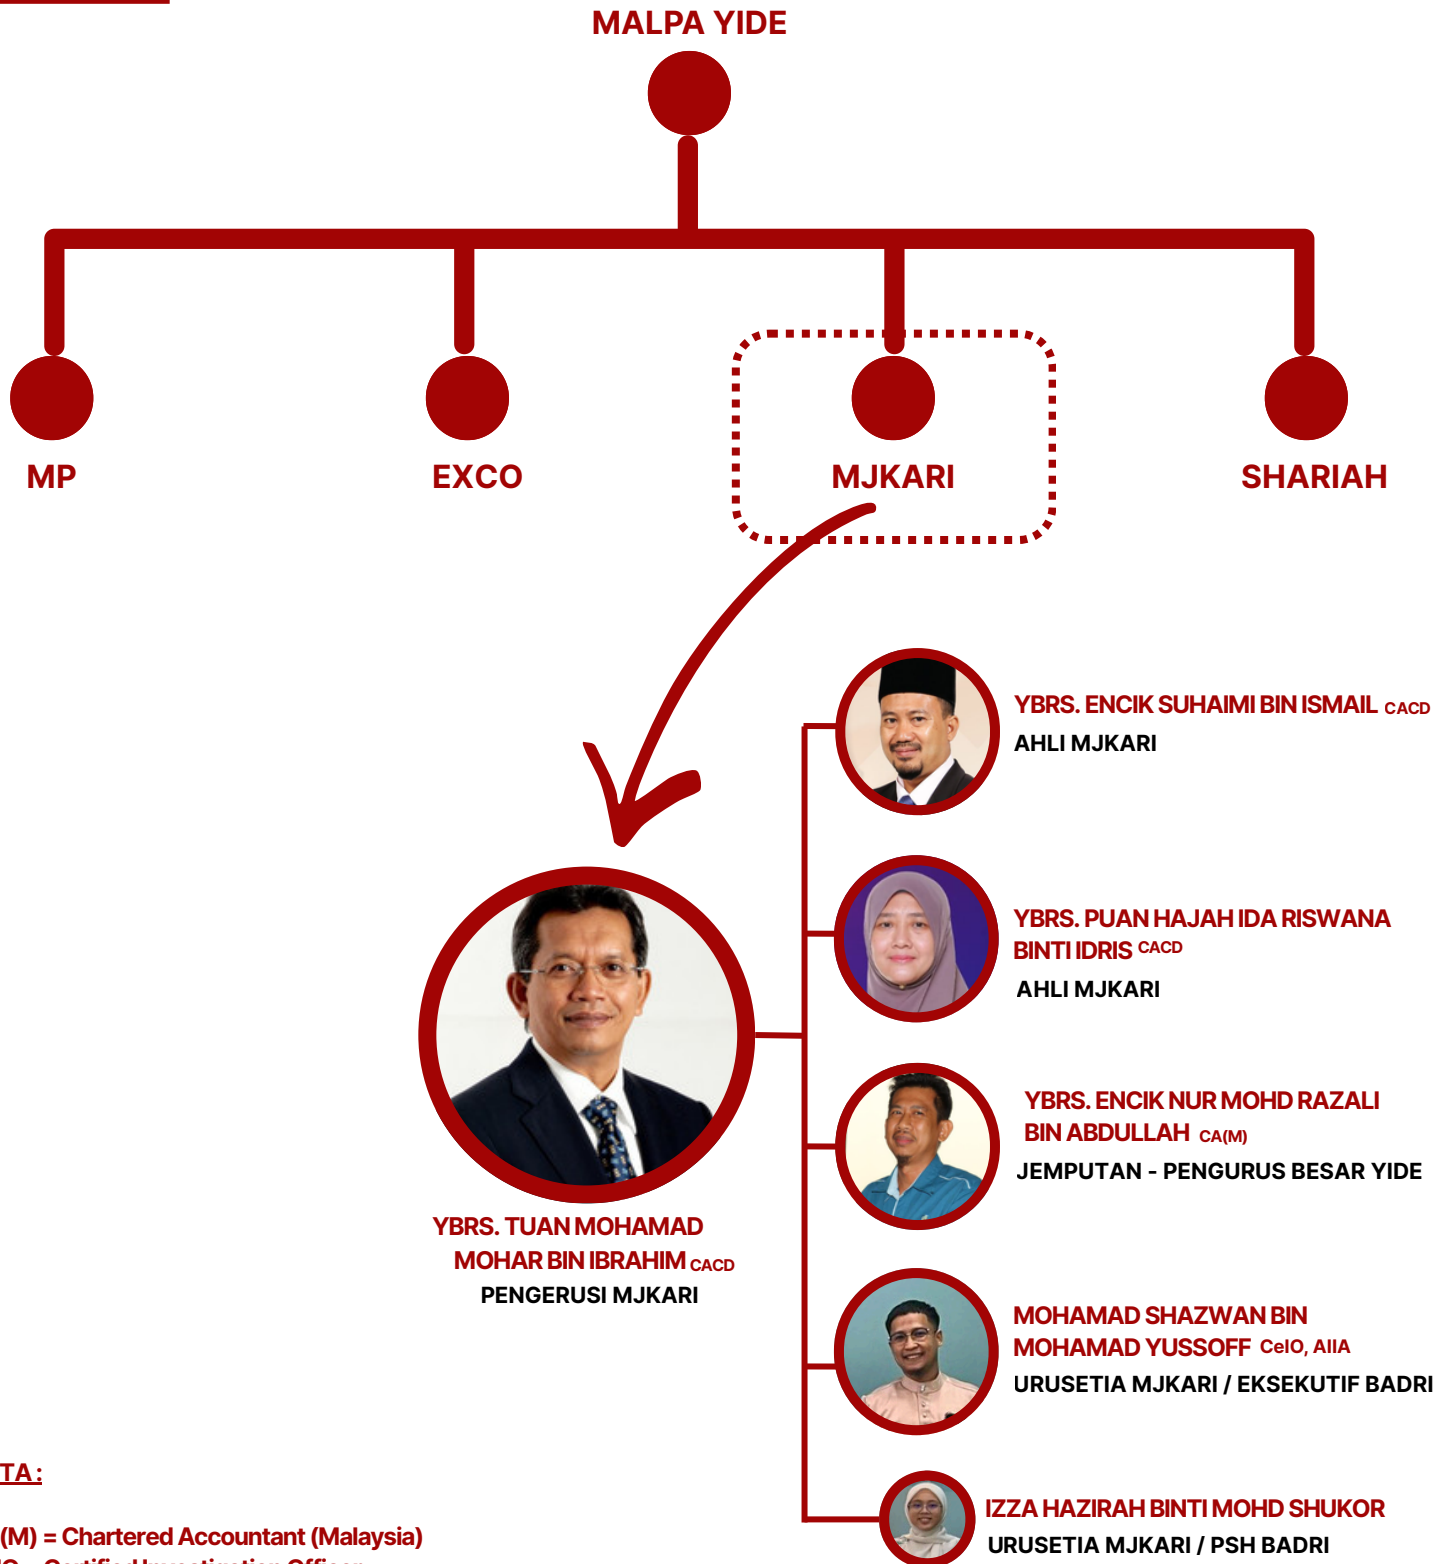 MALPA YIDE
MP
EXCO
MJKARI
SHARIAH
YBRS. ENCIK SUHAIMI BIN ISMAIL CACD
AHLI MJKARI
YBRS. PUAN HAJAH IDA RISWANA
BINTI IDRIS CACD
AHLI MJKARI
YBRS. ENCIK NUR MOHD RAZALI
BIN ABDULLAH CA(M)
JEMPUTAN - PENGURUS BESAR YIDE
YBRS. TUAN MOHAMAD
MOHAR BIN IBRAHIM CACD
PENGERUSI MJKARI
MOHAMAD SHAZWAN BIN
MOHAMAD YUSSOFF CeIO, AIIA
URUSETIA MJKARI / EKSEKUTIF BADRI
IZZA HAZIRAH BINTI MOHD SHUKOR
URUSETIA MJKARI / PSH BADRI
TA:
(M) = Chartered Accountant (Malaysia)
= Certified Investigation Officer